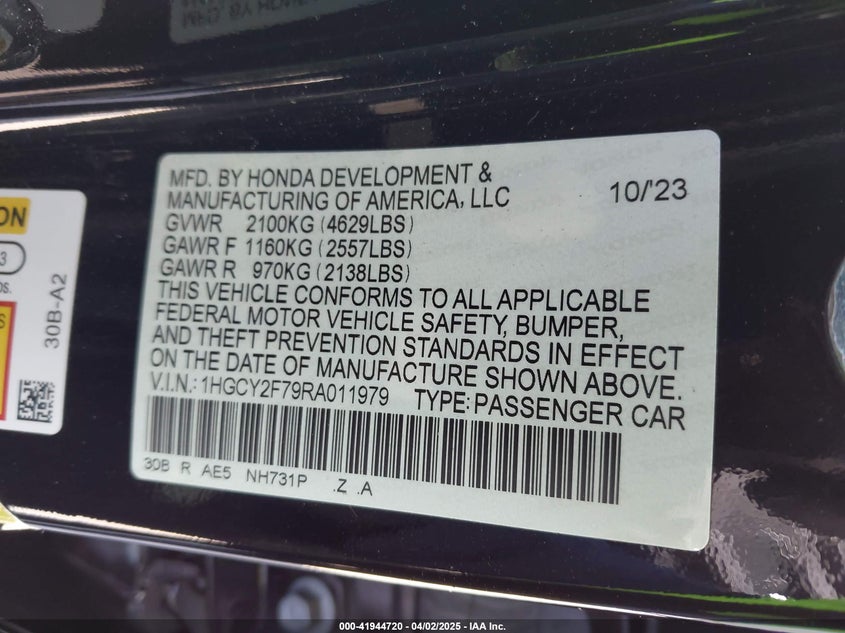 MFD. BY HONDA DEVELOPMENT &
MANUFACTURING OF AMERICA, LLC 10/'23
GVWR 2100KG (4629LBS)
GAWR F 1160KG (2557LBS)
GAWR R 970KG (2138LBS)
THIS VEHICLE CONFORMS TO ALL APPLICABLE
FEDERAL MOTOR VEHICLE SAFETY, BUMPER,
AND THEFT PREVENTION STANDARDS IN EFFECT
ON THE DATE OF MANUFACTURE SHOWN ABOVE.
V.I.N.: 1HGCY2F79RA011979 TYPE: PASSENGER CAR
30B R AE5 NH731P .Z .A
ON
3
30B-A2
000-41944720 - 04/02/2025 - IAA Inc.